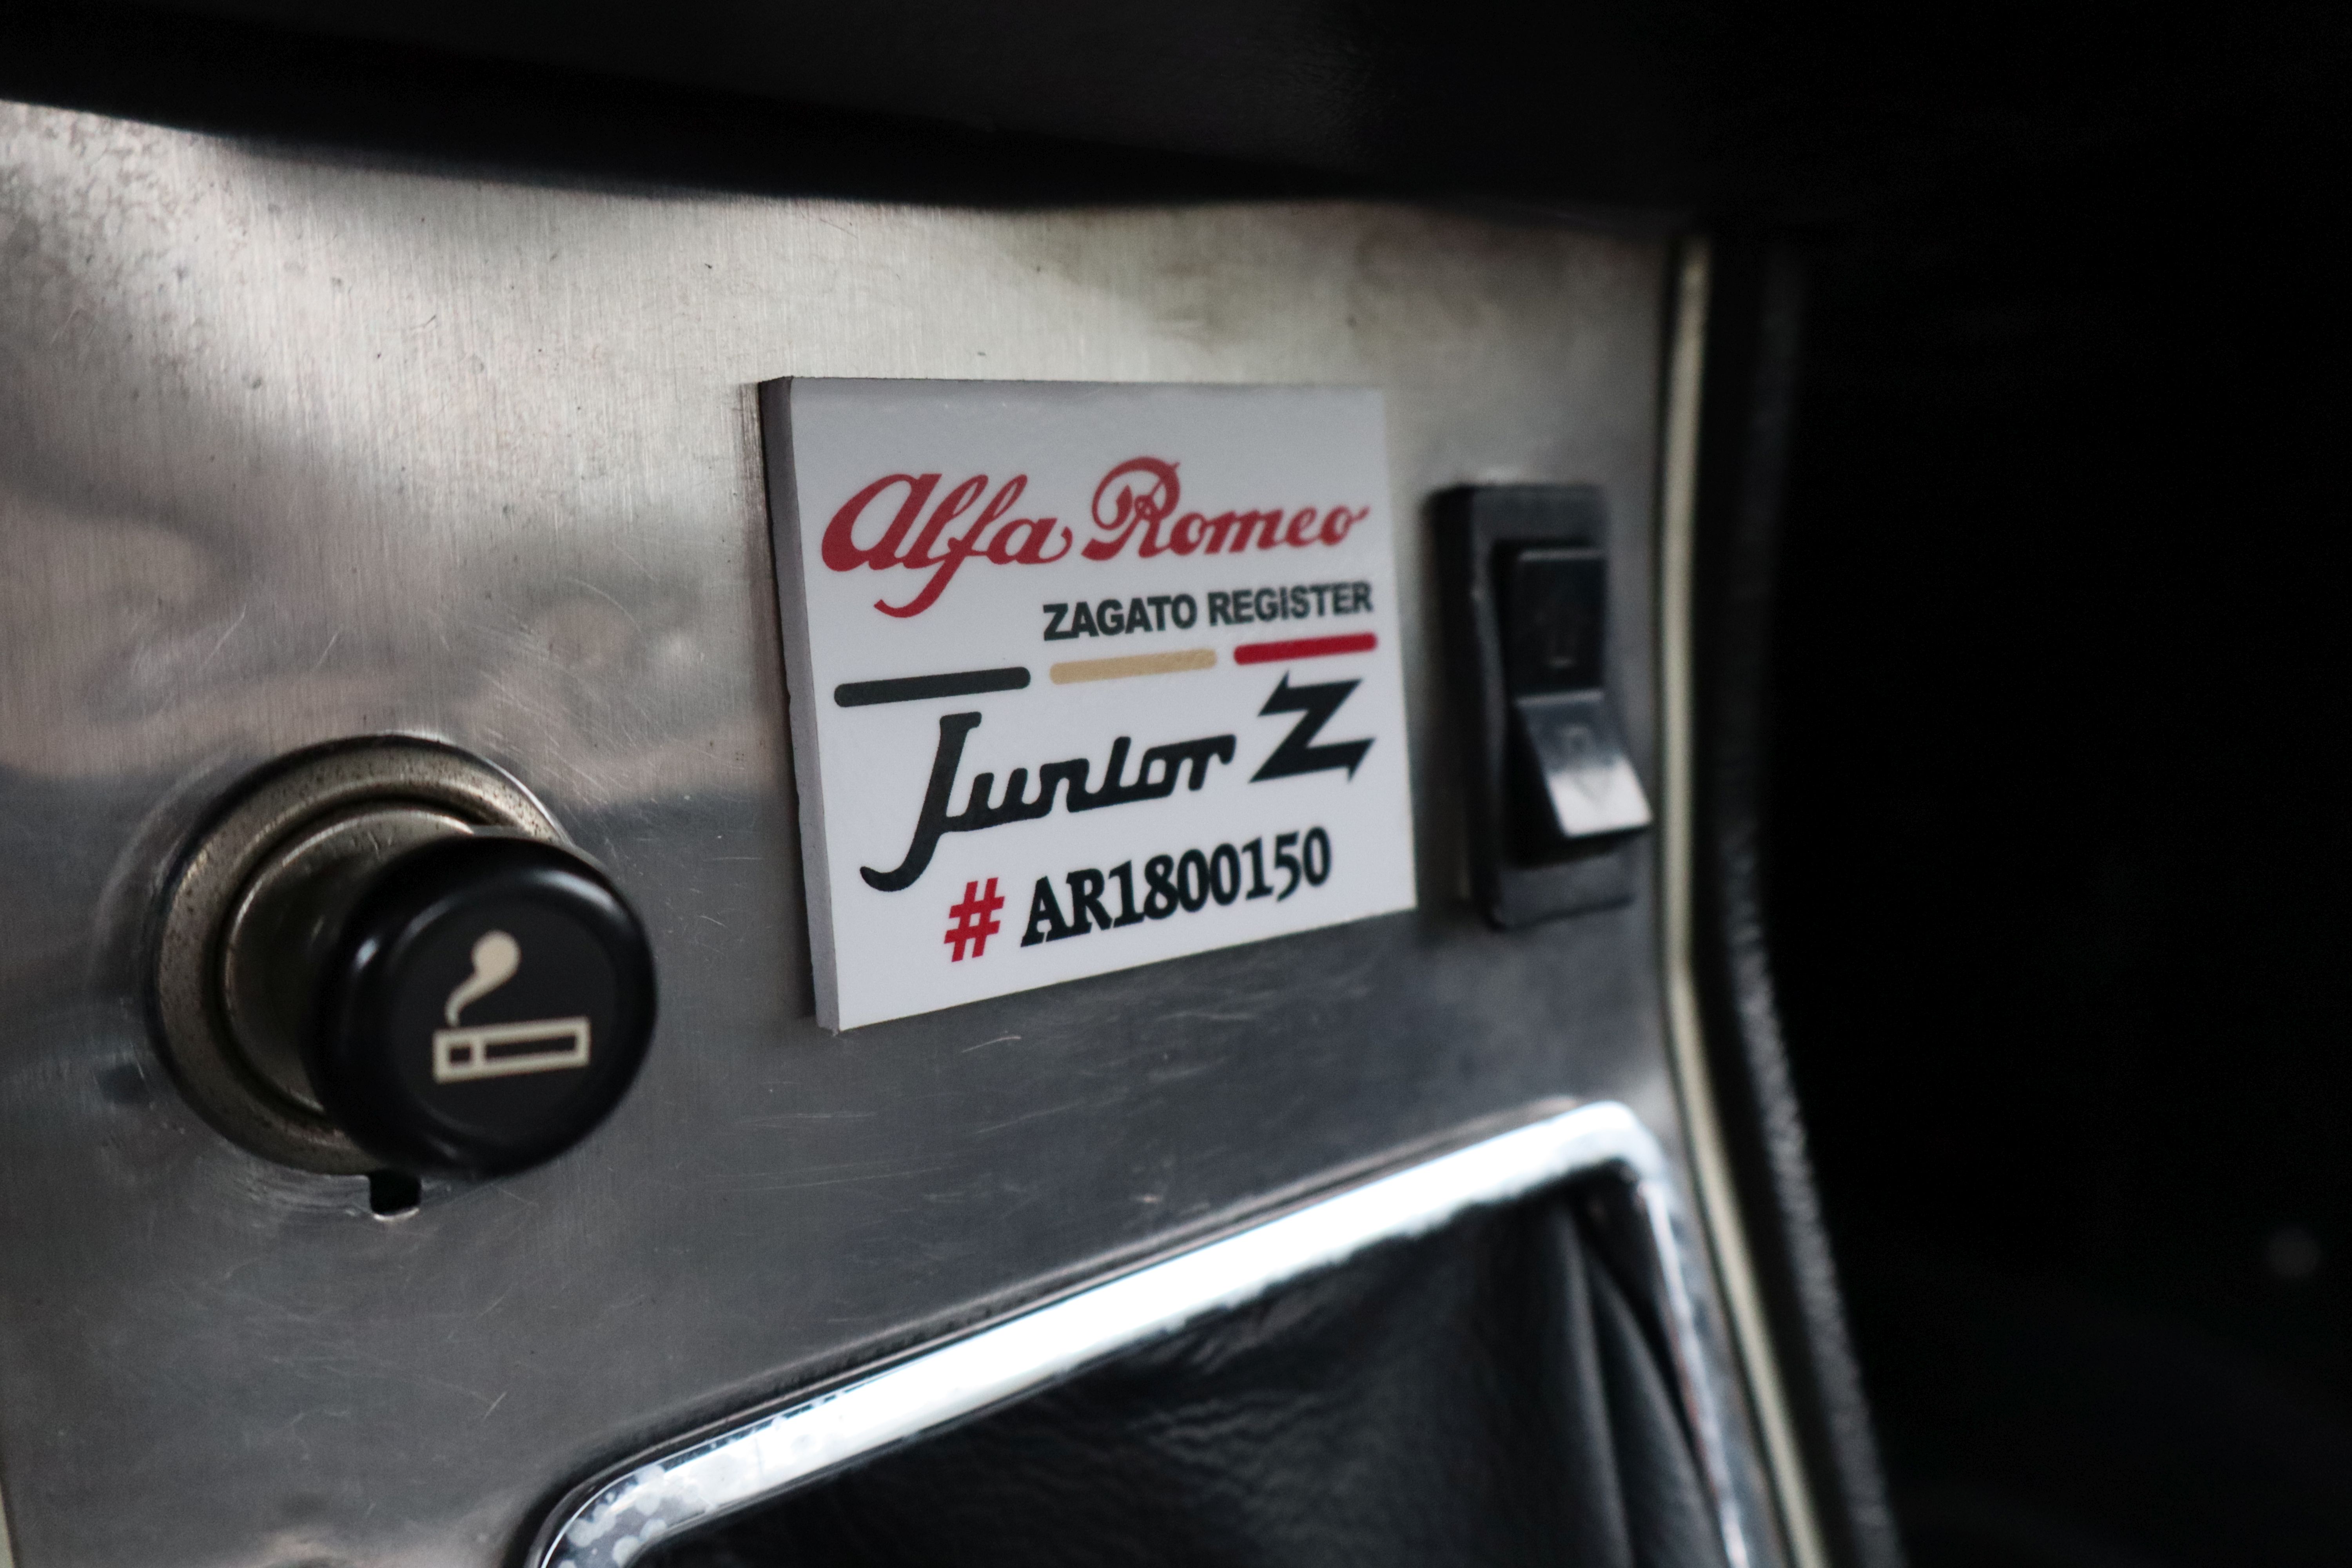 Alfa Romeo
ZAGATO REGISTER
Junior Z
# AR1800150